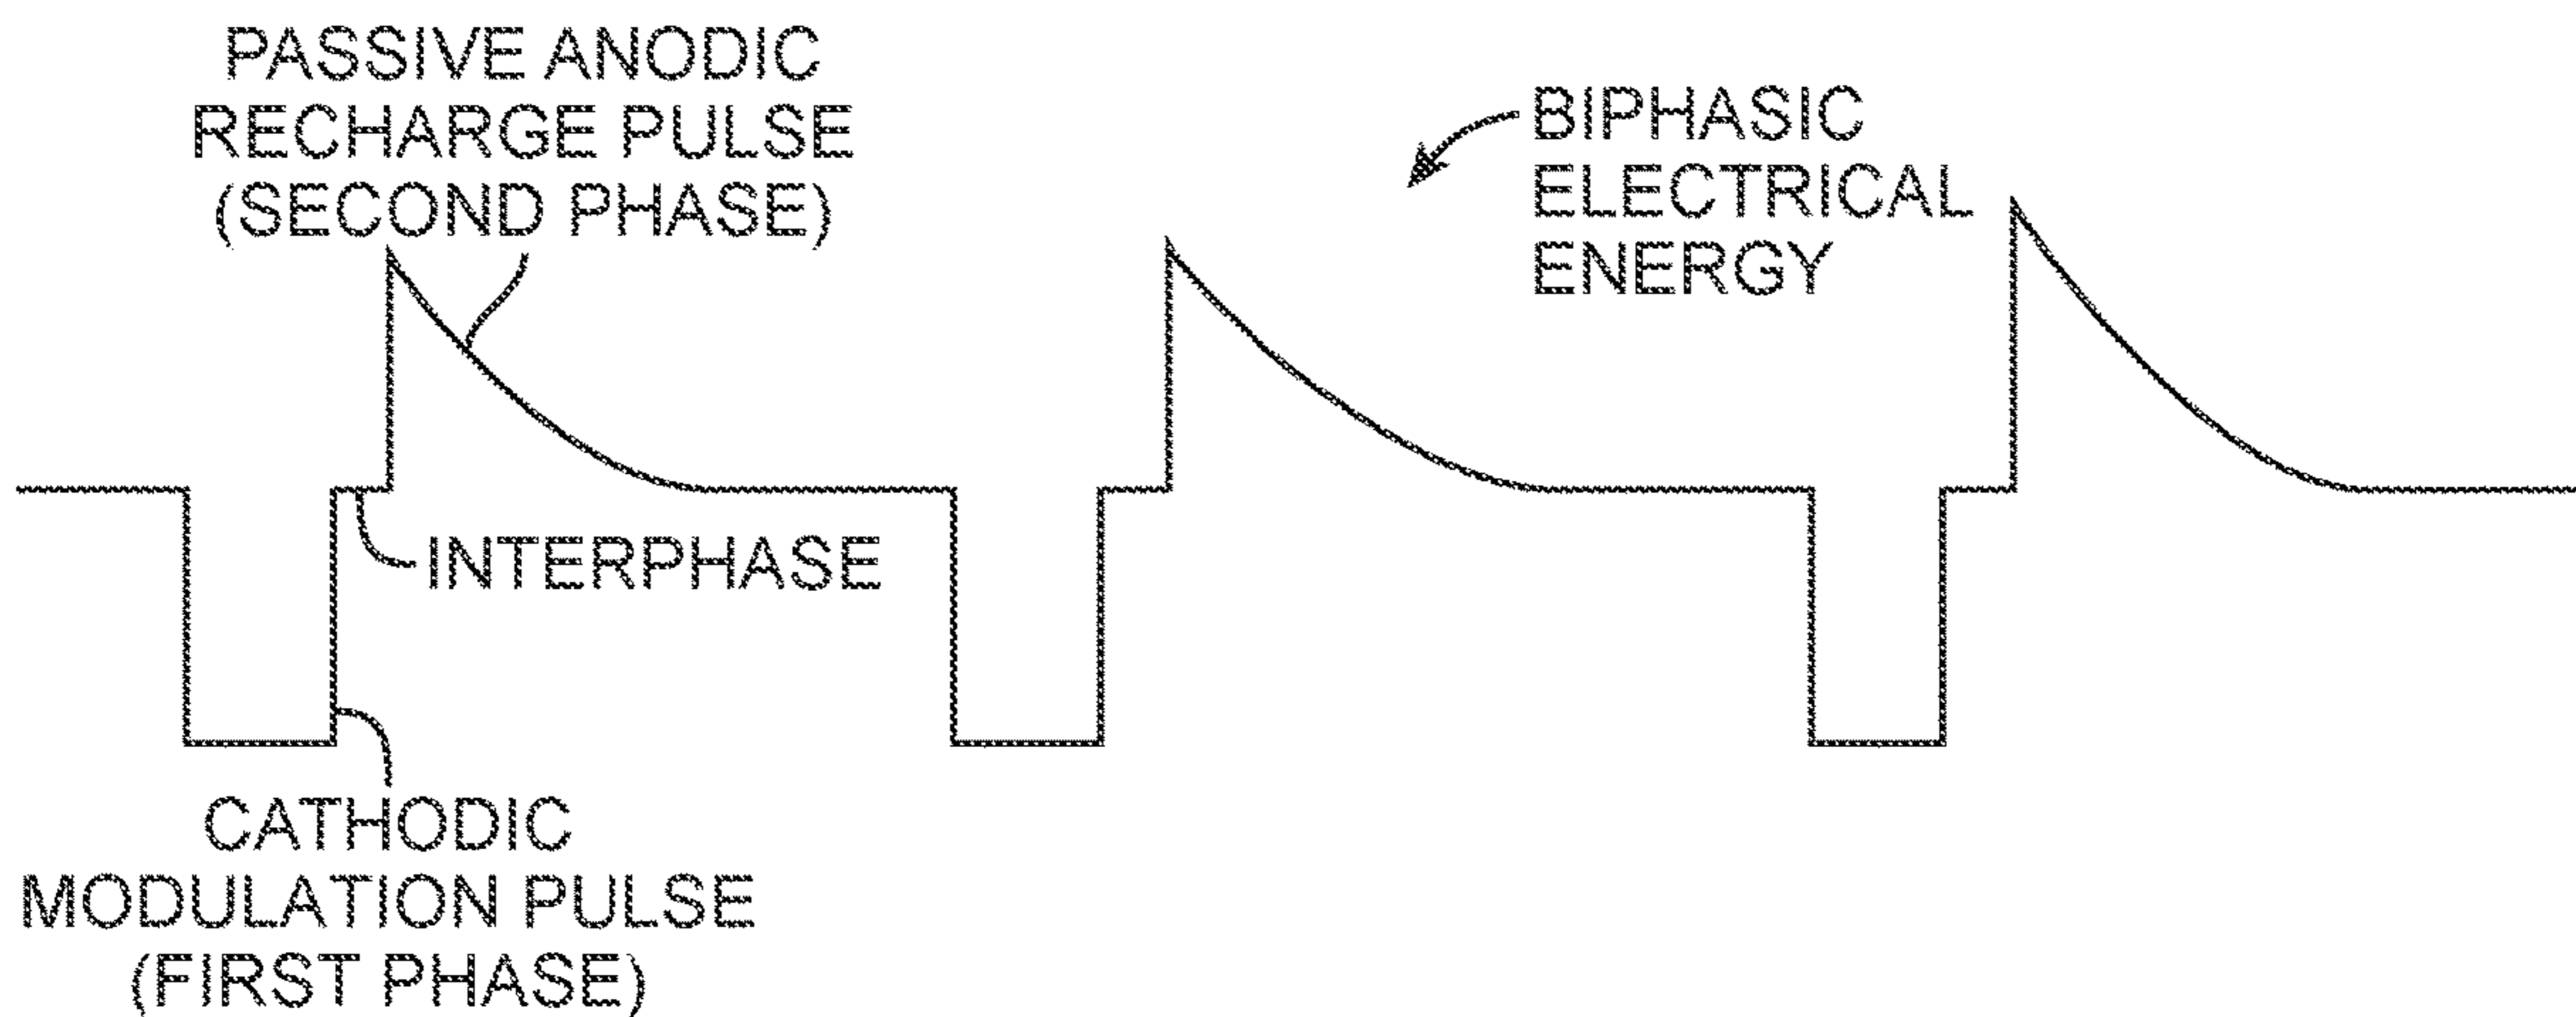 PASSIVE ANODIC
RECHARGE PULSE
(SECOND PHASE)
BIPHASIC
ELECTRICAL
ENERGY
INTERPHASE
CATHODIC
MODULATION PULSE
(FIRST PHASE)